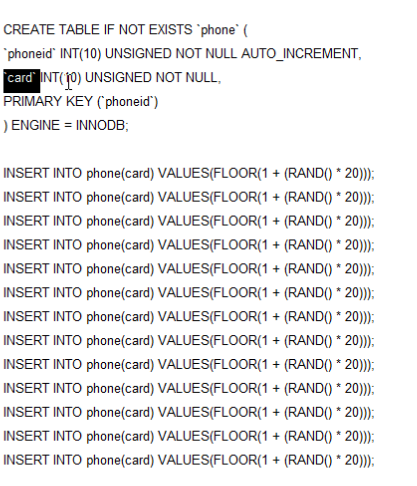 CREATE TABLE IF NOT EXISTS `phone` (
`phoneid` INT(10) UNSIGNED NOT NULL AUTO_INCREMENT,
`card` INT(10) UNSIGNED NOT NULL,
PRIMARY KEY (`phoneid`)
) ENGINE = INNODB;
INSERT INTO phone(card) VALUES(FLOOR(1 + (RAND() * 20)));
INSERT INTO phone(card) VALUES(FLOOR(1 + (RAND() * 20)));
INSERT INTO phone(card) VALUES(FLOOR(1 + (RAND() * 20)));
INSERT INTO phone(card) VALUES(FLOOR(1 + (RAND() * 20)));
INSERT INTO phone(card) VALUES(FLOOR(1 + (RAND() * 20)));
INSERT INTO phone(card) VALUES(FLOOR(1 + (RAND() * 20)));
INSERT INTO phone(card) VALUES(FLOOR(1 + (RAND() * 20)));
INSERT INTO phone(card) VALUES(FLOOR(1 + (RAND() * 20)));
INSERT INTO phone(card) VALUES(FLOOR(1 + (RAND() * 20)));
INSERT INTO phone(card) VALUES(FLOOR(1 + (RAND() * 20)));
INSERT INTO phone(card) VALUES(FLOOR(1 + (RAND() * 20)));
INSERT INTO phone(card) VALUES(FLOOR(1 + (RAND() * 20)));
INSERT INTO phone(card) VALUES(FLOOR(1 + (RAND() * 20)));